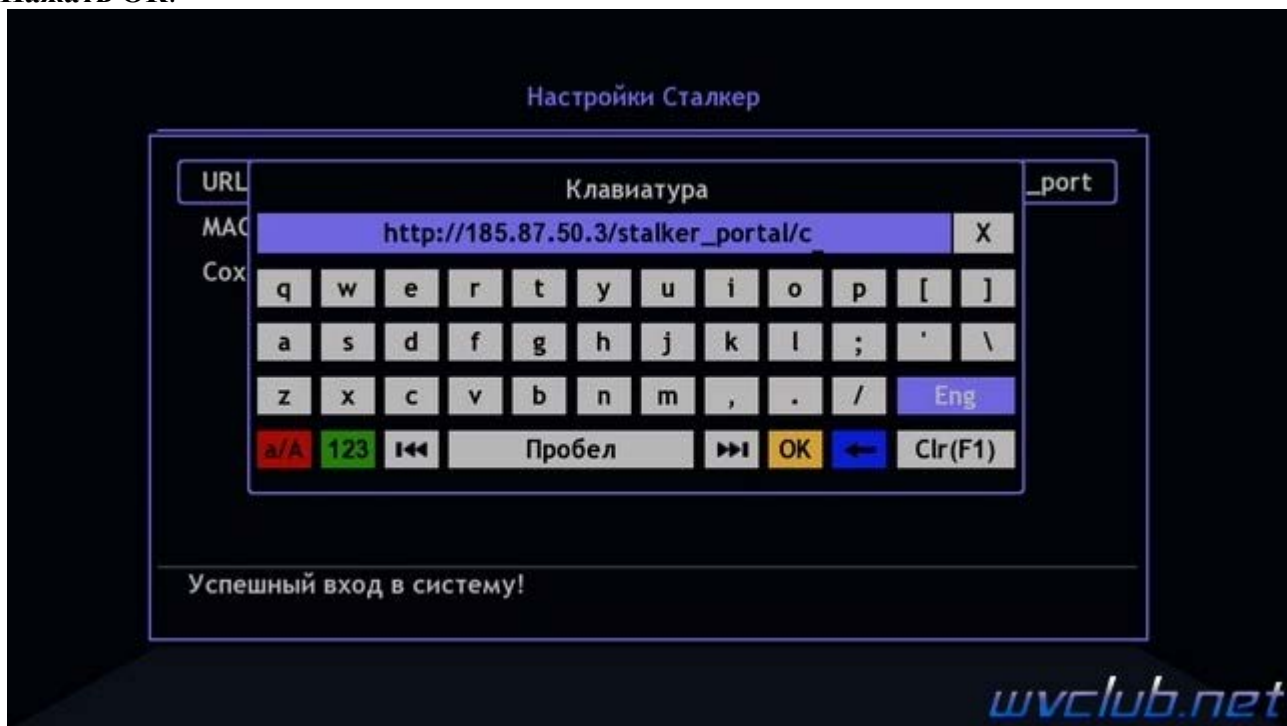 Нажать ОК.
Настройки Сталкер
URL _port
Клавиатура
MAC
http://185.87.50.3/stalker_portal/c_ X
Сох
q w e r t y u i o p [ ]
a s d f g h j k l ; ' \
z x c v b n m , . / Eng
a/A 123 Пробел OK Clr(F1)
Успешный вход в систему!
wvclub.net